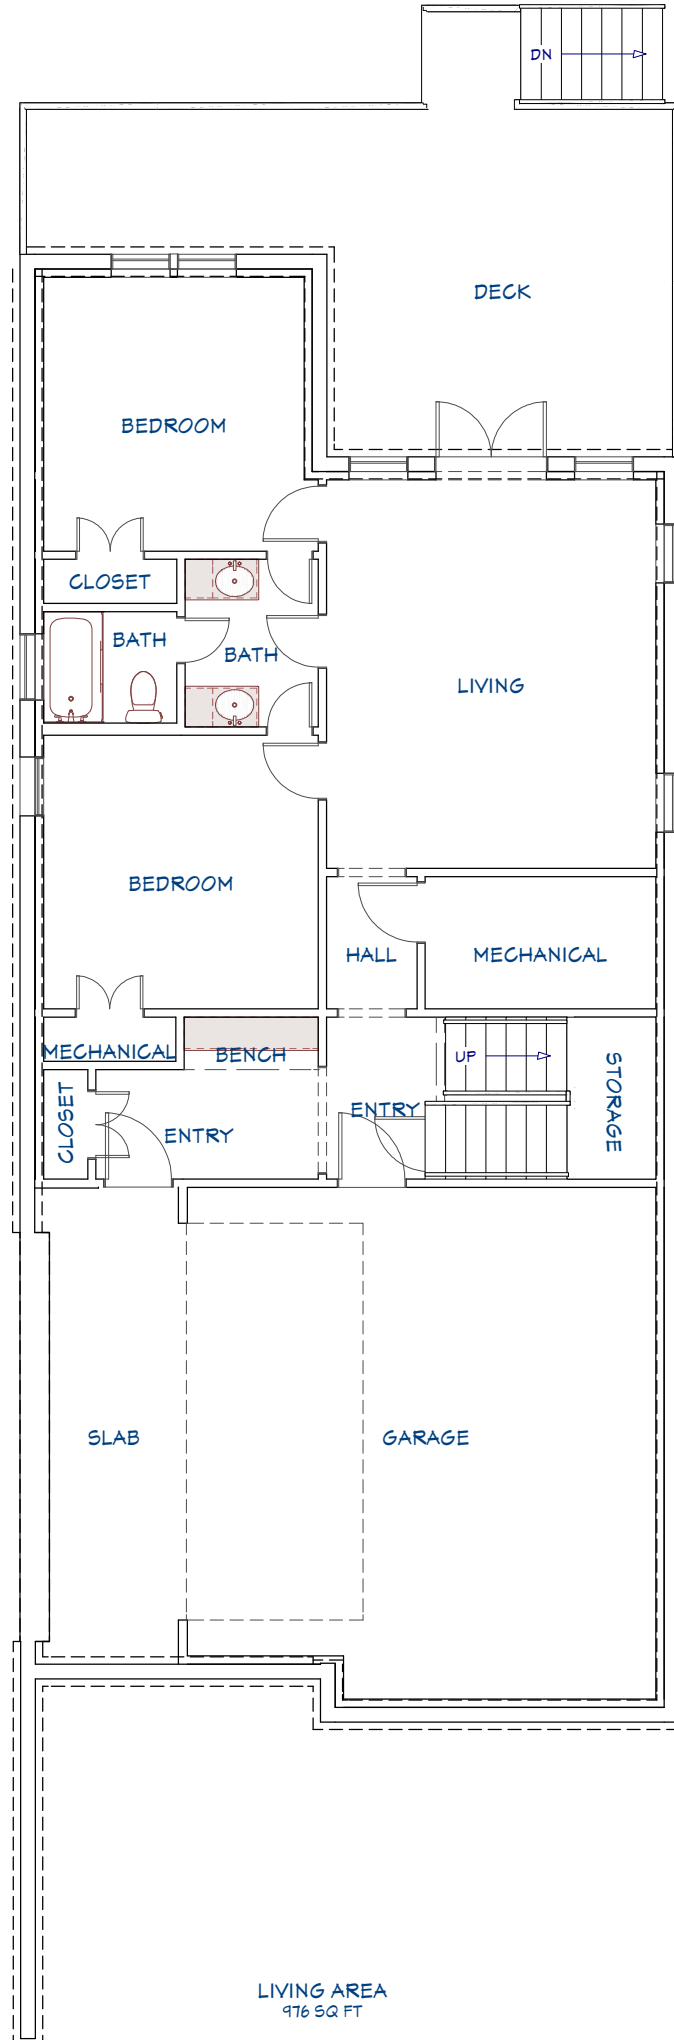 DN
DECK
BEDROOM
CLOSET
BATH
BATH
LIVING
BEDROOM
HALL
MECHANICAL
MECHANICAL
BENCH
UP
STORAGE
CLOSET
ENTRY
ENTRY
SLAB
GARAGE
LIVING AREA
976 SQ FT